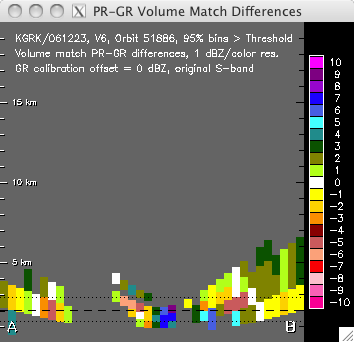 PR-GR Volume Match Differences
KGRK/061223, V6, Orbit 51886, 95% bins > Threshold
Volume match PR-GR differences, 1 dBZ/color res.
GR calibration offset = 0 dBZ, original S-band
15 km
10 km
5 km
A
B
10
9
8
7
6
5
4
3
2
1
0
-1
-2
-3
-4
-5
-6
-7
-8
-9
-10